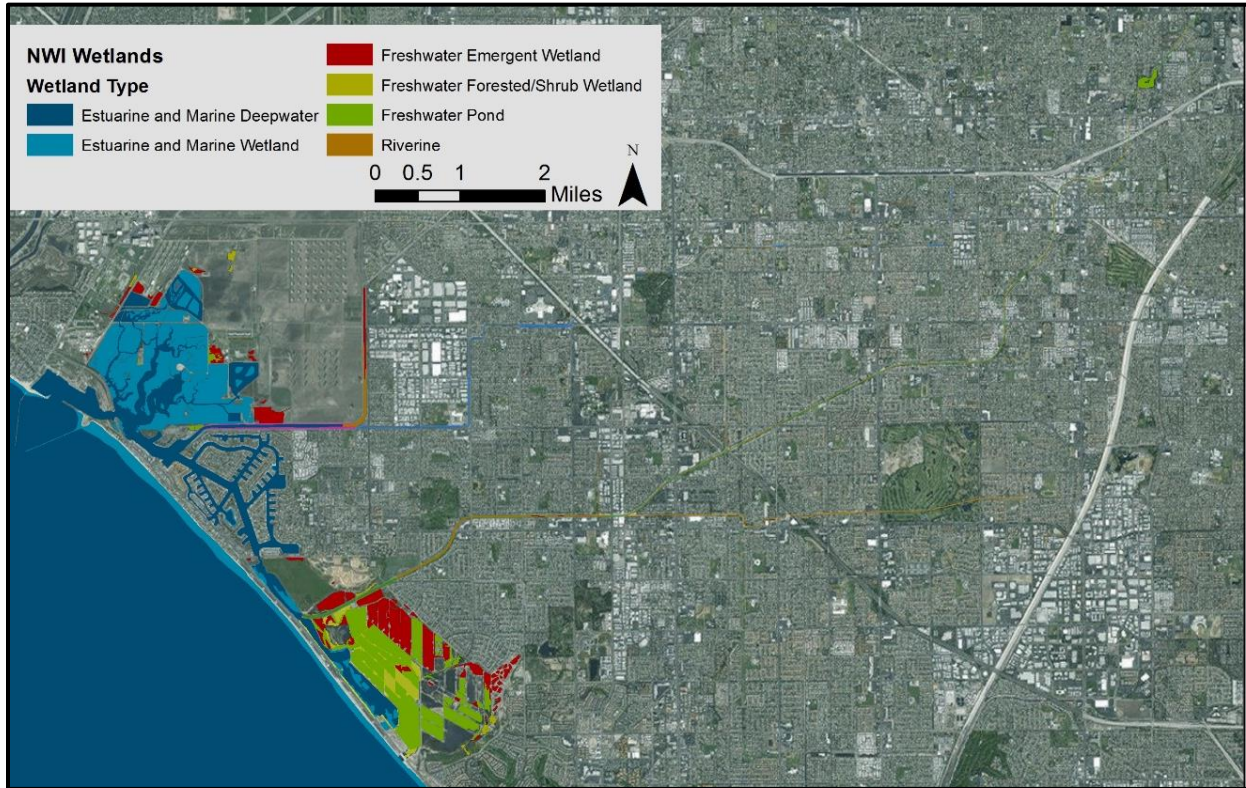 NWI Wetlands
Wetland Type
Estuarine and Marine Deepwater
Estuarine and Marine Wetland
Freshwater Emergent Wetland
Freshwater Forested/Shrub Wetland
Freshwater Pond
Riverine
N
0 0.5 1 2
Miles